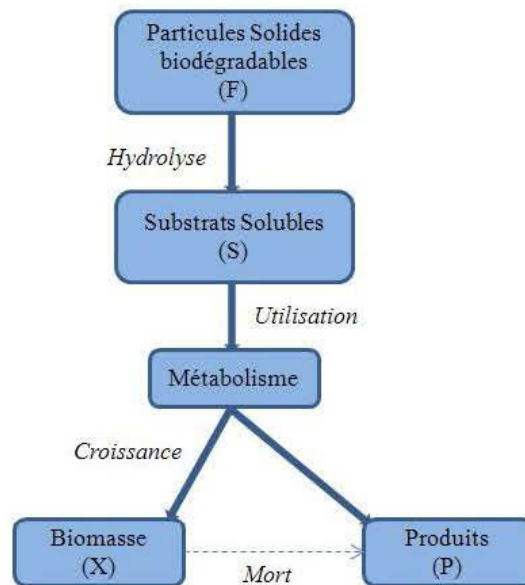 Particules Solides
biodégradables
(F)
Hydrolyse
Substrats Solubles
(S)
Utilisation
Métabolisme
Croissance
Biomasse
(X)
Mort
Produits
(P)